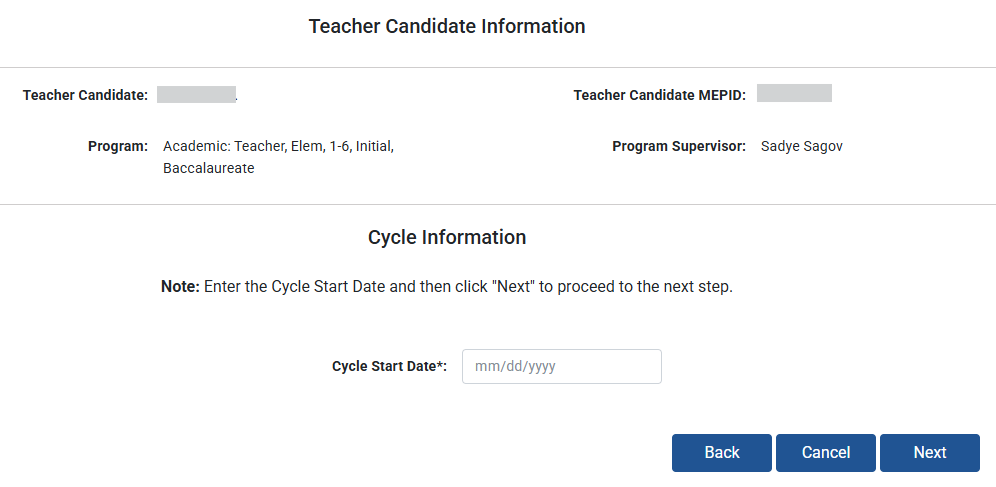 Teacher Candidate Information
Teacher Candidate: .
Teacher Candidate MEPID:
Program: Academic: Teacher, Elem, 1-6, Initial,
Baccalaureate
Program Supervisor: Sadye Sagov
Cycle Information
Note: Enter the Cycle Start Date and then click "Next" to proceed to the next step.
Cycle Start Date*: mm/dd/yyyy
Back Cancel Next